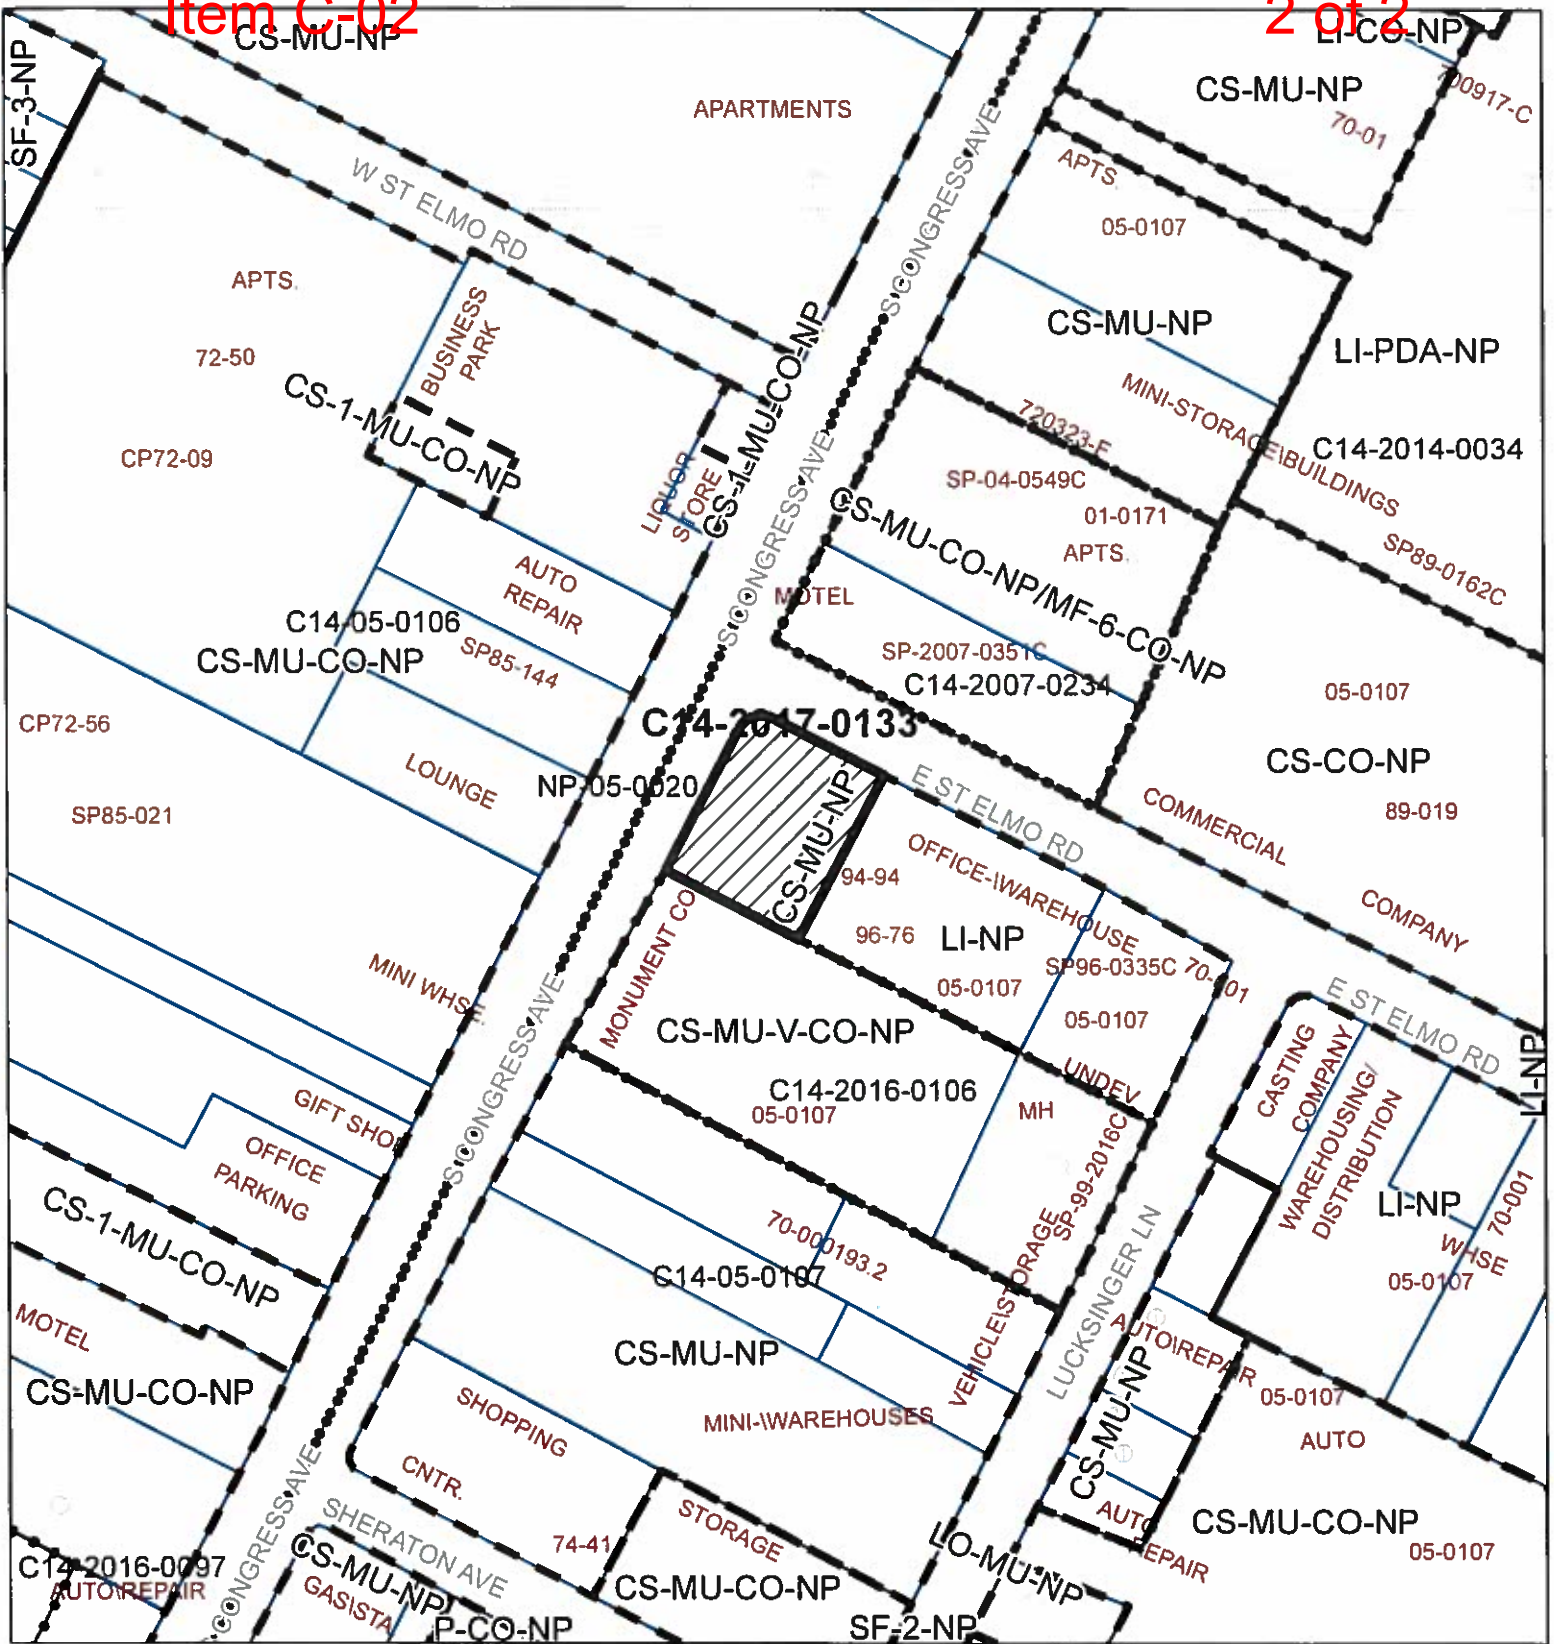 Item C-02
2 of 2
CS-MU-NP
LI-CO-NP
SF-3-NP
CS-MU-NP
700917-C
70-01
APARTMENTS
S CONGRESS AVE
APTS.
W ST ELMO RD
05-0107
APTS.
BUSINESS
PARK
CS-MU-NP
LI-PDA-NP
72-50
CS-1-MU-CO-NP
CS-1-MU-CO-NP
MINI-STORAGE\BUILDINGS
720323-F
C14-2014-0034
CP72-09
LIQUOR
STORE
S CONGRESS AVE
SP-04-0549C
01-0171
CS-MU-CO-NP/MF-6-CO-NP
APTS.
SP89-0162C
AUTO
REPAIR
MOTEL
C14-05-0106
CS-MU-CO-NP
SP85-144
SP-2007-0351C
C14-2007-0234
05-0107
CP72-56
C14-2017-0133
CS-CO-NP
LOUNGE
NP-05-0020
CS-MU-NP
E ST ELMO RD
COMMERCIAL
COMPANY
89-019
SP85-021
94-94
OFFICE-\WAREHOUSE
96-76
LI-NP
MONUMENT CO
SP96-0335C
70-001
05-0107
05-0107
MINI WHSE
E ST ELMO RD
CS-MU-V-CO-NP
CASTING
COMPANY
LI-NP
S CONGRESS AVE
C14-2016-0106
05-0107
UNDEV
MH
GIFT SHOP
WAREHOUSING/
DISTRIBUTION
OFFICE
PARKING
SP-99-2016C
VEHICLE\STORAGE
CS-1-MU-CO-NP
70-000193.2
LI-NP
70-001
WHSE
C14-05-0107
05-0107
LUCKSINGER LN
MOTEL
CS-MU-NP
AUTO\REPAIR
CS-MU-CO-NP
SHOPPING
CNTR.
MINI-\WAREHOUSES
CS-MU-NP
05-0107
AUTO
REPAIR
AUTO
CS-MU-CO-NP
S CONGRESS AVE
SHERATON AVE
74-41
STORAGE
LO-MU-NP
05-0107
C14-2016-0097
AUTO\REPAIR
CS-MU-NP
GAS\STA
CS-MU-CO-NP
P-CO-NP
SF-2-NP